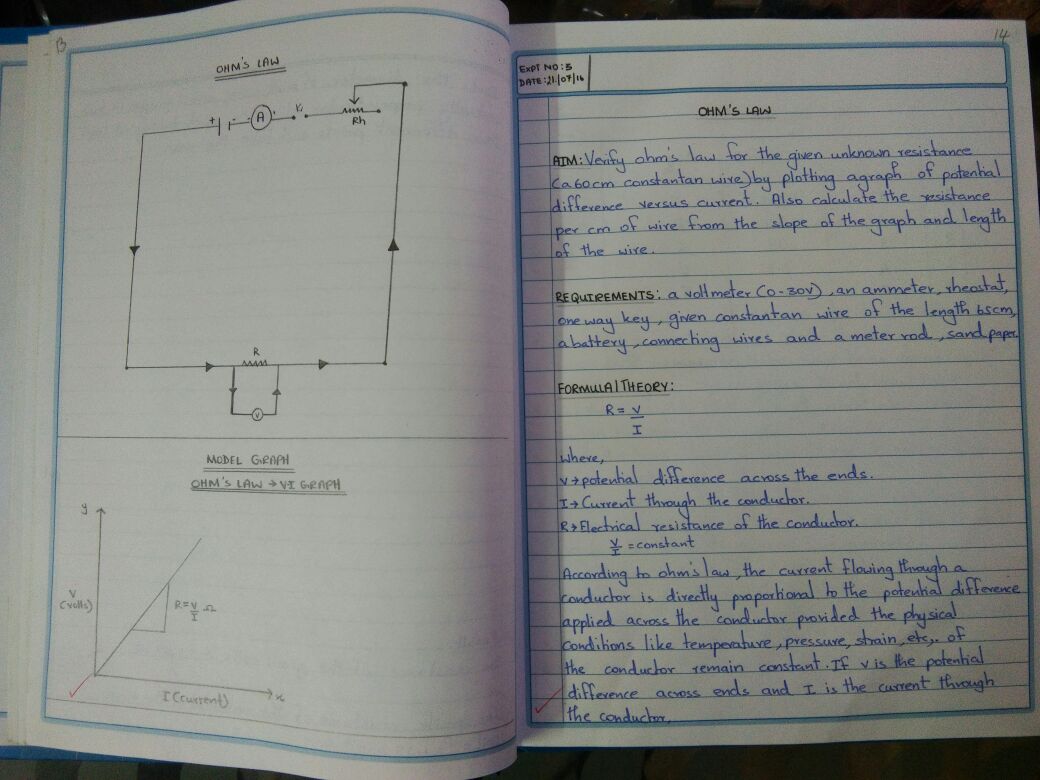 13
OHM'S LAW
+ - - A + K₁
Rh
R
V
MODEL GRAPH
OHM'S LAW → VI GRAPH
y
V
(volts)
R = V/I Ω
I (current)
x
14
EXPT NO : 3
DATE : 21/07/16
OHM'S LAW
AIM: Verify ohm's law for the given unknown resistance
(a 60 cm constantan wire) by plotting a graph of potential
difference versus current. Also calculate the resistance
per cm of wire from the slope of the graph and length
of the wire.
REQUIREMENTS: a voltmeter (0-30V), an ammeter, rheostat,
one way key, given constantan wire of the length 65cm,
a battery, connecting wires and a meter rod, sand paper.
FORMULA/THEORY:
R = V/I
where,
V → potential difference across the ends.
I → Current through the conductor.
R → Electrical resistance of the conductor.
V/I = constant
According to ohm's law, the current flowing through a
conductor is directly proportional to the potential difference
applied across the conductor provided the physical
conditions like temperature, pressure, strain, etc,. of
the conductor remain constant. If V is the potential
difference across ends and I is the current through
the conductor,